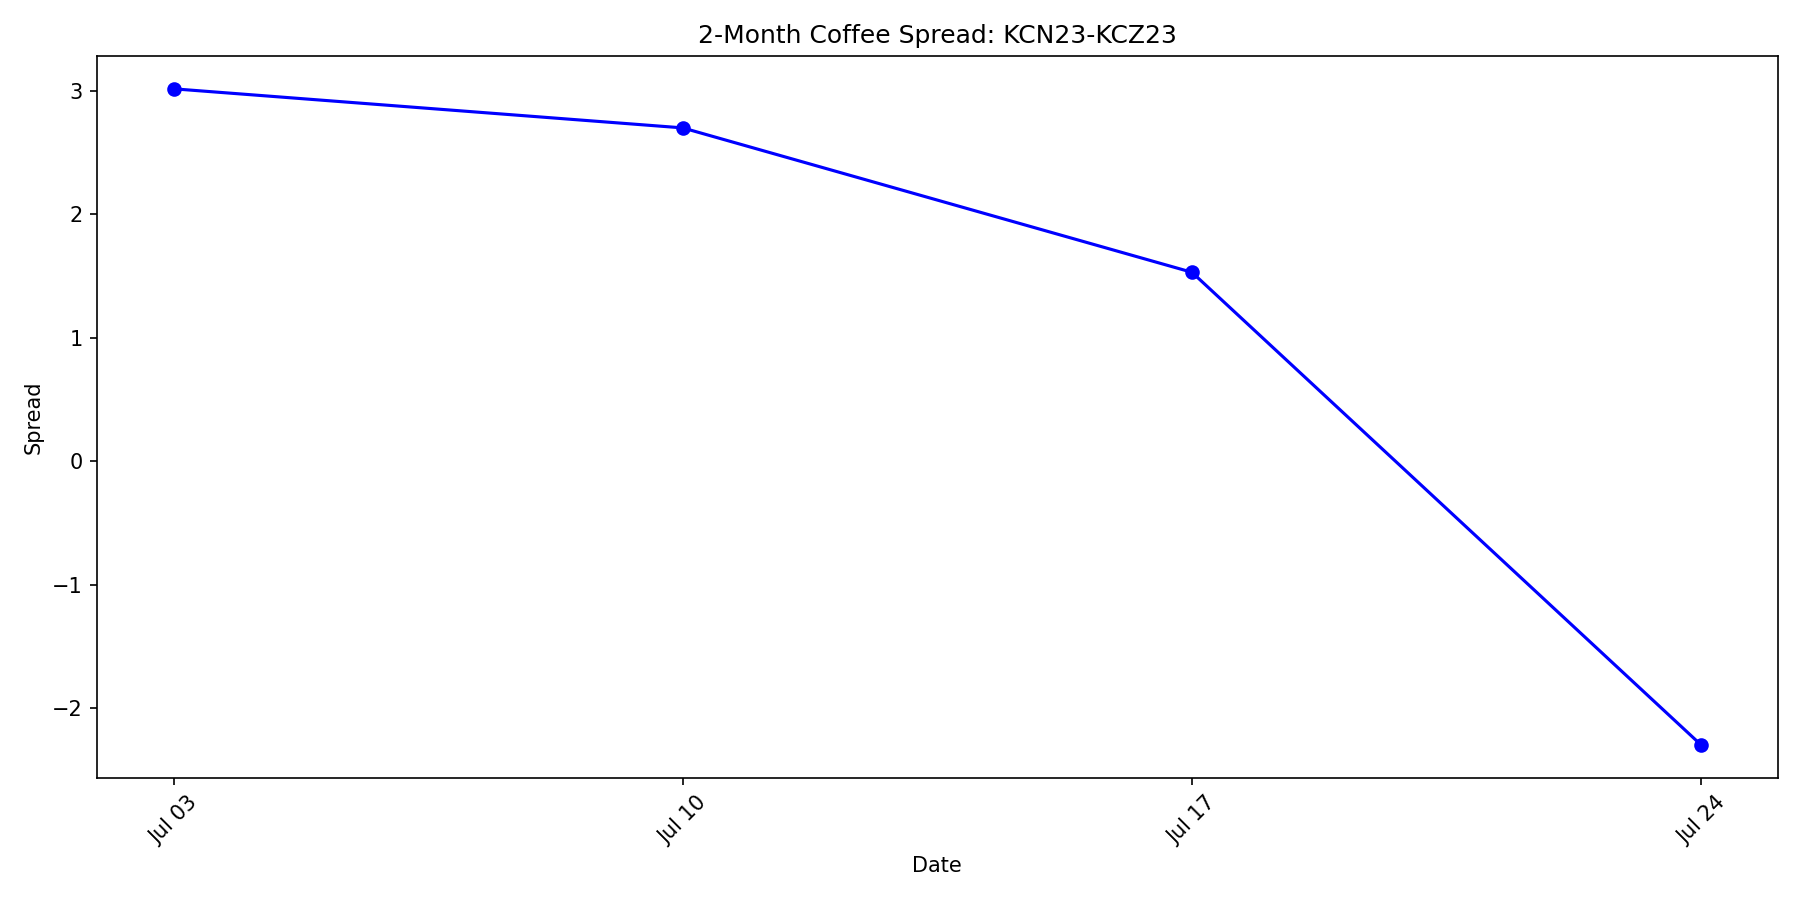 2-Month Coffee Spread: KCN23-KCZ23
3
2
1
0
−1
−2
Spread
Jul 03
Jul 10
Jul 17
Jul 24
Date